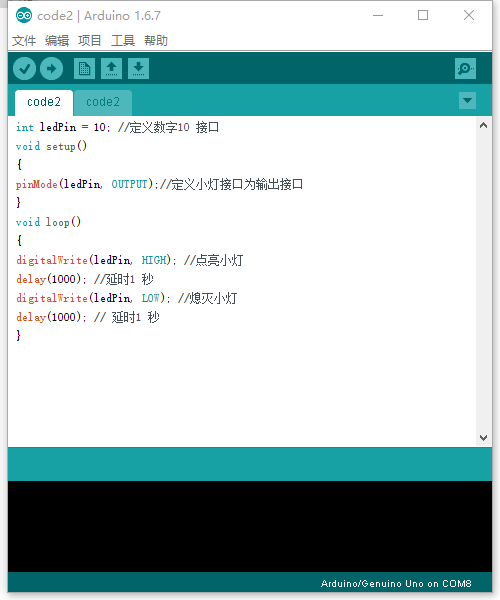 code2 | Arduino 1.6.7
文件 编辑 项目 工具 帮助
code2 code2
int ledPin = 10; //定义数字10 接口
void setup()
{
pinMode(ledPin, OUTPUT);//定义小灯接口为输出接口
}
void loop()
{
digitalWrite(ledPin, HIGH); //点亮小灯
delay(1000); //延时1 秒
digitalWrite(ledPin, LOW); //熄灭小灯
delay(1000); // 延时1 秒
}
Arduino/Genuino Uno on COM8